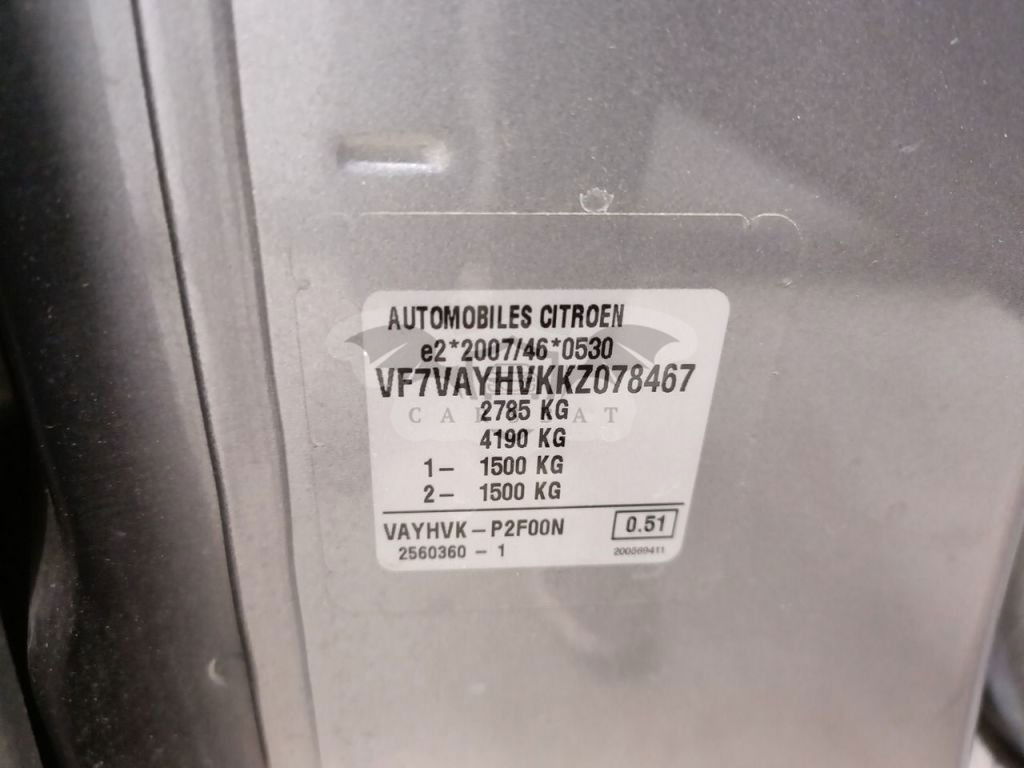 AUTOMOBILES CITROEN
e2*2007/46*0530
VF7VAYHVKKZ078467
2785 KG
4190 KG
1- 1500 KG
2- 1500 KG
VAYHVK-P2F00N 0.51
2560360-1 200569411